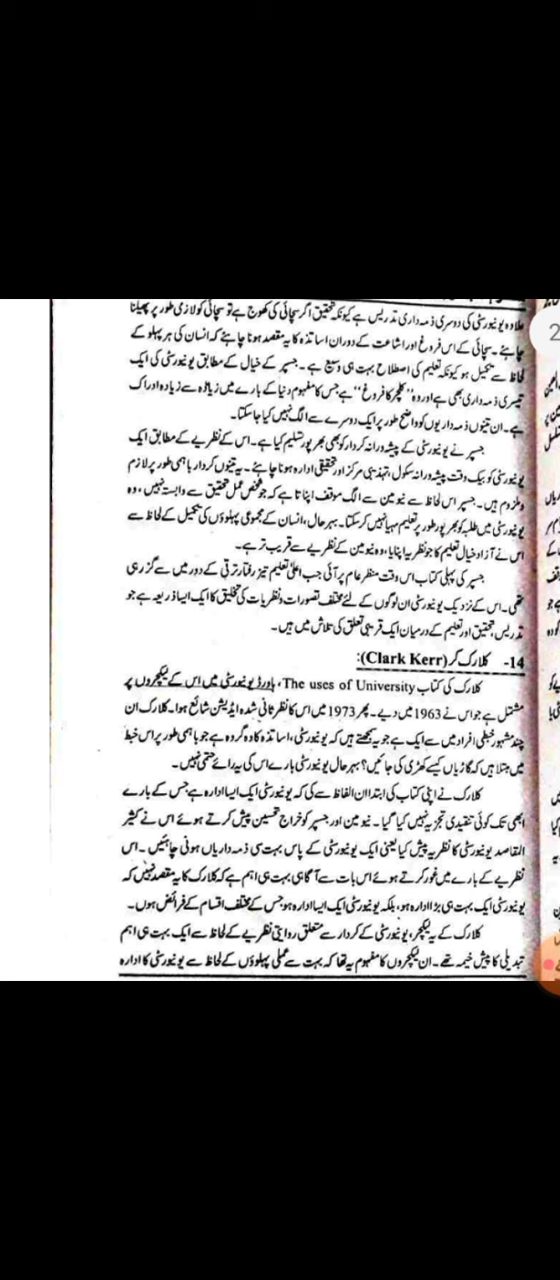 علاوہ یونیورسٹی کی دوسری ذمہ داری تدریس ہے کیونکہ تحقیق اگر سچائی کی کھوج ہے تو سچائی کو لازمی طور پر پھیلنا
چاہئے۔ سچائی کے اس فروغ اور اشاعت کے دوران اساتذہ کا یہ مقصد ہونا چاہئے کہ انسان کی ہر پہلو کے
لحاظ سے تکمیل ہو کیونکہ تعلیم کی اصطلاح بہت ہی وسیع ہے۔ جسپر کے خیال کے مطابق یونیورسٹی کی ایک
تیسری ذمہ داری بھی ہے اور وہ "کلچر کا فروغ" ہے جس کا مفہوم دنیا کے بارے میں زیادہ سے زیادہ ادراک
ہے۔ ان تینوں ذمہ داریوں کو واضح طور پر ایک دوسرے سے الگ نہیں کیا جا سکتا۔
جسپر نے یونیورسٹی کے پیشہ ورانہ کردار کو بھی بھرپور تسلیم کیا ہے۔ اس کے نظریے کے مطابق ایک
یونیورسٹی کو بیک وقت پیشہ ورانہ سکول، تہذیبی مرکز اور تحقیقی ادارہ ہونا چاہئے۔ یہ تینوں کردار باہمی طور پر لازم
وملزوم ہیں۔ جسپر اس لحاظ سے نیومین سے الگ موقف اپناتا ہے کہ جو شخص عمل تحقیق سے وابستہ نہیں، وہ
یونیورسٹی میں طلبہ کو بھرپور طور پر تعلیم مہیا نہیں کر سکتا۔ بہرحال، انسان کے مجموعی پہلوؤں کی تکمیل کے لحاظ سے
اس نے آزاد خیال تعلیم کا جو نظریہ اپنایا، وہ نیومین کے نظریے سے قریب تر ہے۔
جسپر کی پہلی کتاب اس وقت منظر عام پر آئی جب اعلیٰ تعلیم تیز رفتار ترقی کے دور میں سے گزر رہی
تھی۔ اس کے نزدیک یونیورسٹی ان لوگوں کے لئے مختلف تصورات و نظریات کی تخلیق کا ایک ایسا ذریعہ ہے جو
تدریس، تحقیق اور تعلیم کے درمیان ایک قریبی تعلق کی تلاش میں ہیں۔
14- کلارک کر (Clark Kerr):
کلارک کی کتاب The uses of University، ہاورڈ یونیورسٹی میں اس کے لیکچروں پر
مشتمل ہے جو اس نے 1963 میں دیے۔ پھر 1973 میں اس کا نظر ثانی شدہ ایڈیشن شائع ہوا۔ کلارک ان
چند مشہور خبطی افراد میں سے ایک ہے جو یہ سمجھتے ہیں کہ یونیورسٹی، اساتذہ کا وہ گروہ ہے جو باہمی طور پر اس خبط
میں مبتلا ہیں کہ گاڑیاں کیسے کھڑی کی جائیں؟ بہرحال یونیورسٹی بارے اس کی یہ رائے حتمی نہیں۔
کلارک نے اپنی کتاب کی ابتدا ان الفاظ سے کی کہ یونیورسٹی ایک ایسا ادارہ ہے جس کے بارے
ابھی تک کوئی تنقیدی تجزیہ نہیں کیا گیا۔ نیومین اور جسپر کو خراج تحسین پیش کرتے ہوئے اس نے کثیر
القاصد یونیورسٹی کا نظریہ پیش کیا یعنی ایک یونیورسٹی کے پاس بہت سی ذمہ داریاں ہونی چاہئیں۔ اس
نظریے کے بارے میں غور کرتے ہوئے اس بات سے آگاہی بہت ہی اہم ہے کہ کلارک کا یہ مقصد نہیں کہ
یونیورسٹی ایک بہت ہی بڑا ادارہ ہو، بلکہ یونیورسٹی ایک ایسا ادارہ ہو جس کے مختلف اقسام کے فرائض ہوں۔
کلارک کے یہ لیکچر، یونیورسٹی کے کردار سے متعلق روایتی نظریے کے لحاظ سے ایک بہت ہی اہم
تبدیلی کا پیش خیمہ تھے۔ ان لیکچروں کا مفہوم یہ تھا کہ بہت سے عملی پہلوؤں کے لحاظ سے یونیورسٹی کا ادارہ
2